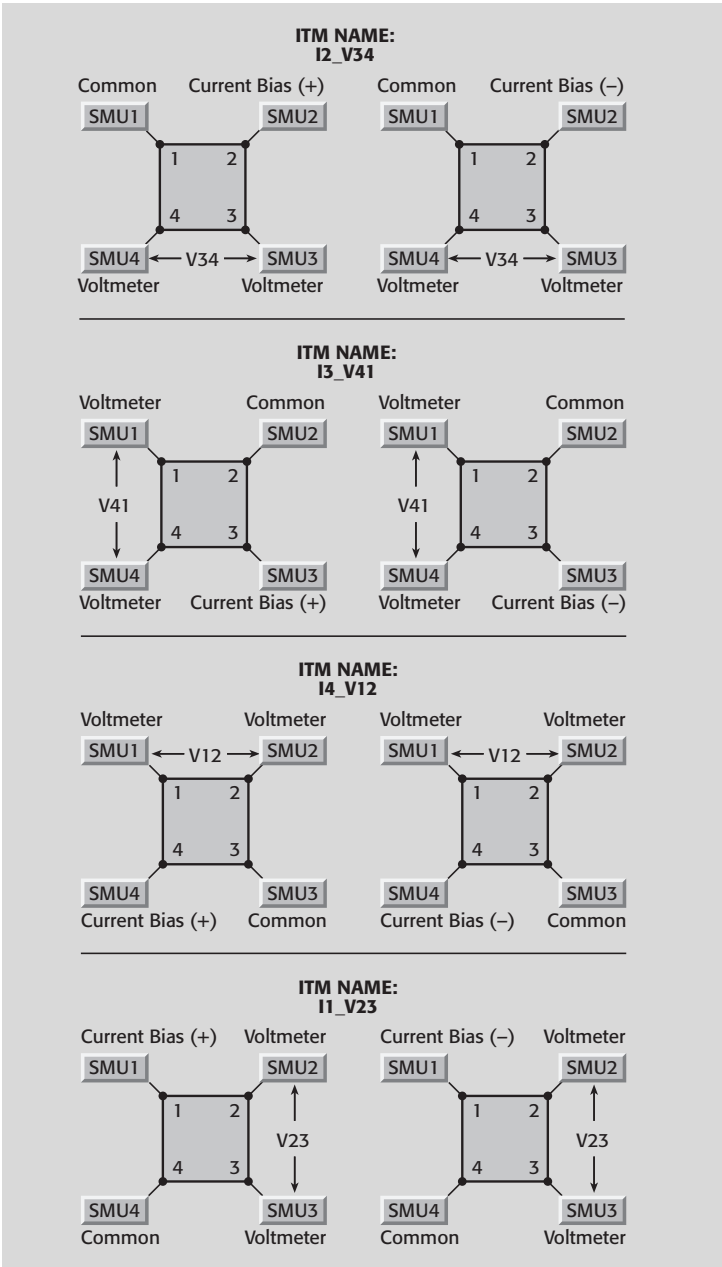 ITM NAME:
I2_V34
Common Current Bias (+) Common Current Bias (–)
SMU1 SMU2 SMU1 SMU2
1 2 1 2
4 3 4 3
SMU4 V34 SMU3 SMU4 V34 SMU3
Voltmeter Voltmeter Voltmeter Voltmeter
ITM NAME:
I3_V41
Voltmeter Common Voltmeter Common
SMU1 SMU2 SMU1 SMU2
1 2 1 2
V41 V41
4 3 4 3
SMU4 SMU3 SMU4 SMU3
Voltmeter Current Bias (+) Voltmeter Current Bias (–)
ITM NAME:
I4_V12
Voltmeter Voltmeter Voltmeter Voltmeter
SMU1 V12 SMU2 SMU1 V12 SMU2
1 2 1 2
4 3 4 3
SMU4 SMU3 SMU4 SMU3
Current Bias (+) Common Current Bias (–) Common
ITM NAME:
I1_V23
Current Bias (+) Voltmeter Current Bias (–) Voltmeter
SMU1 SMU2 SMU1 SMU2
1 2 1 2
V23 V23
4 3 4 3
SMU4 SMU3 SMU4 SMU3
Common Voltmeter Common Voltmeter